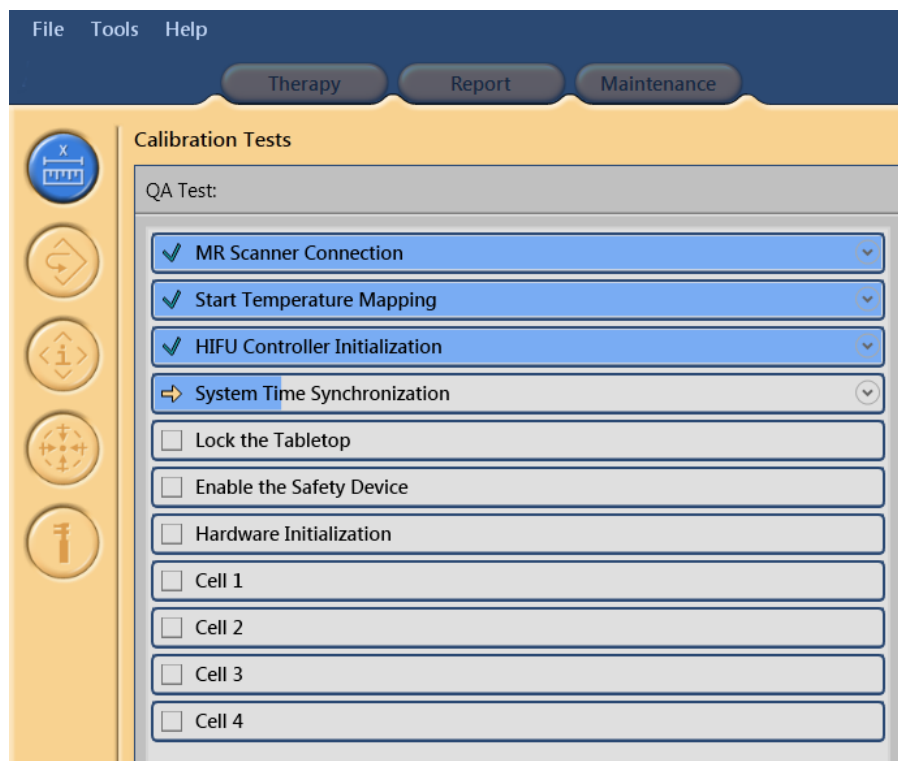 File Tools Help
Therapy Report Maintenance
Calibration Tests
QA Test:
MR Scanner Connection
Start Temperature Mapping
HIFU Controller Initialization
System Time Synchronization
Lock the Tabletop
Enable the Safety Device
Hardware Initialization
Cell 1
Cell 2
Cell 3
Cell 4